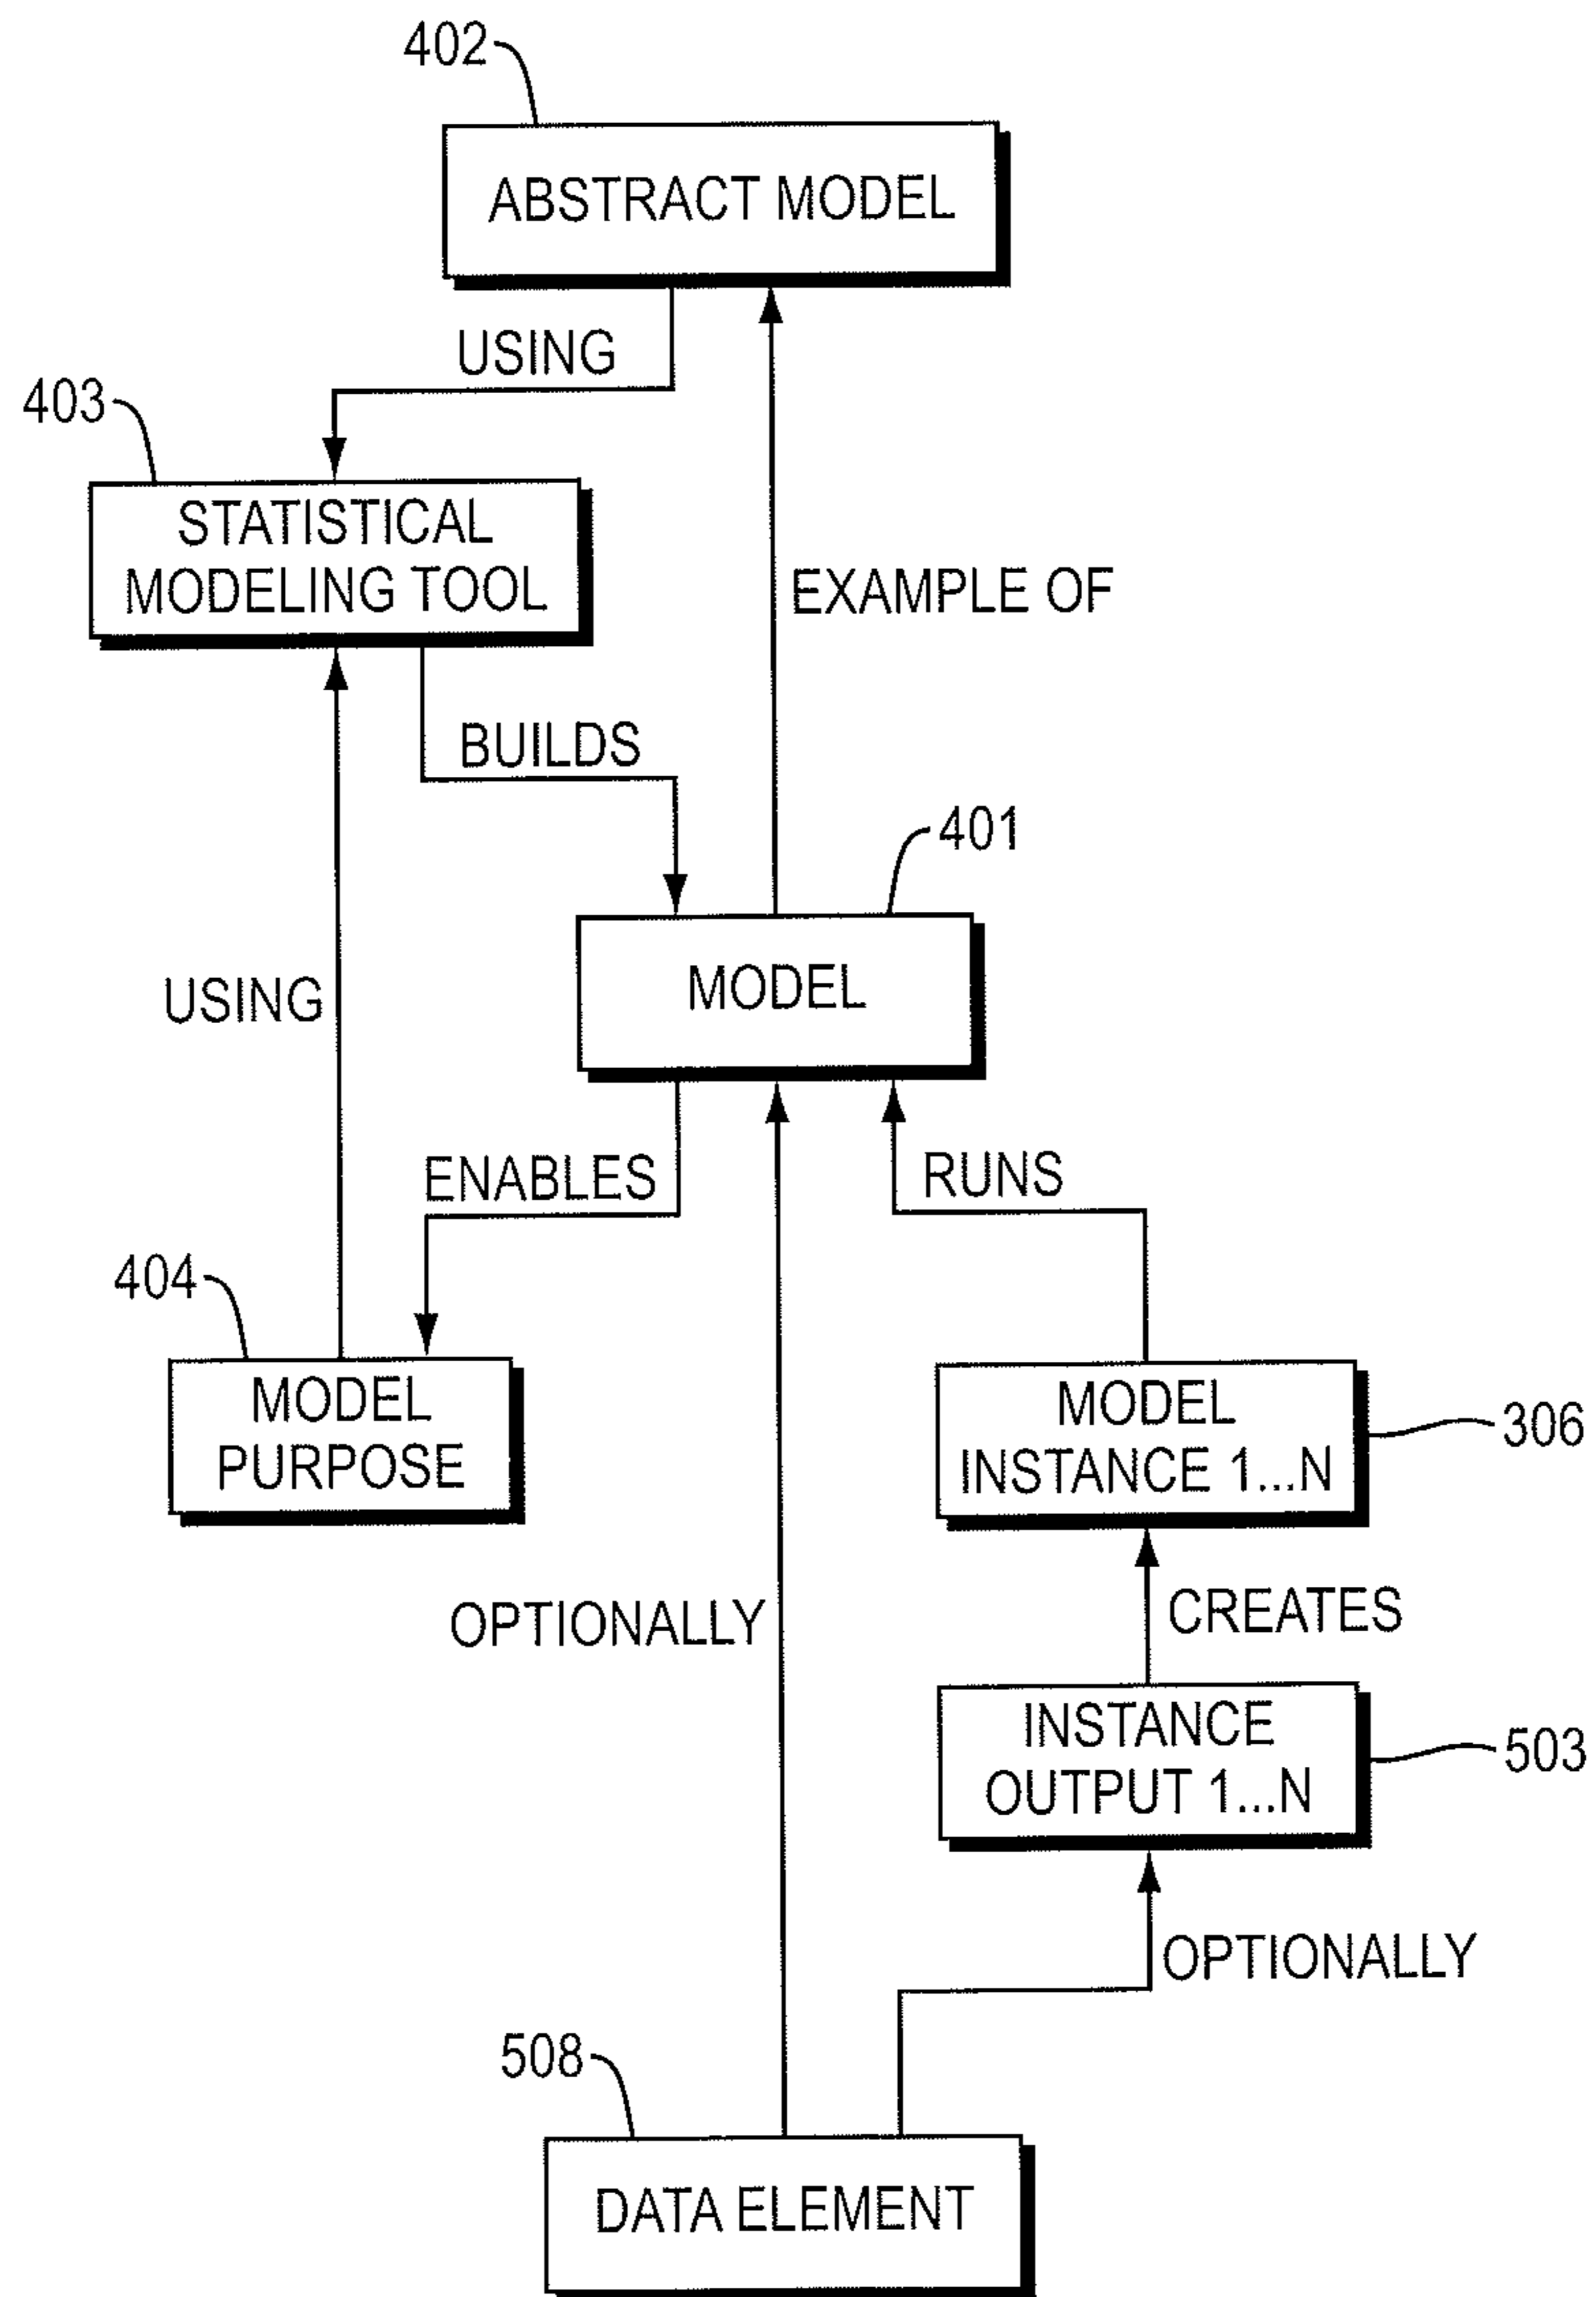 402
ABSTRACT MODEL
USING
403
STATISTICAL
MODELING TOOL
EXAMPLE OF
BUILDS
401
MODEL
USING
ENABLES
RUNS
404
MODEL
PURPOSE
MODEL
INSTANCE 1...N
306
OPTIONALLY
CREATES
INSTANCE
OUTPUT 1...N
503
OPTIONALLY
508
DATA ELEMENT